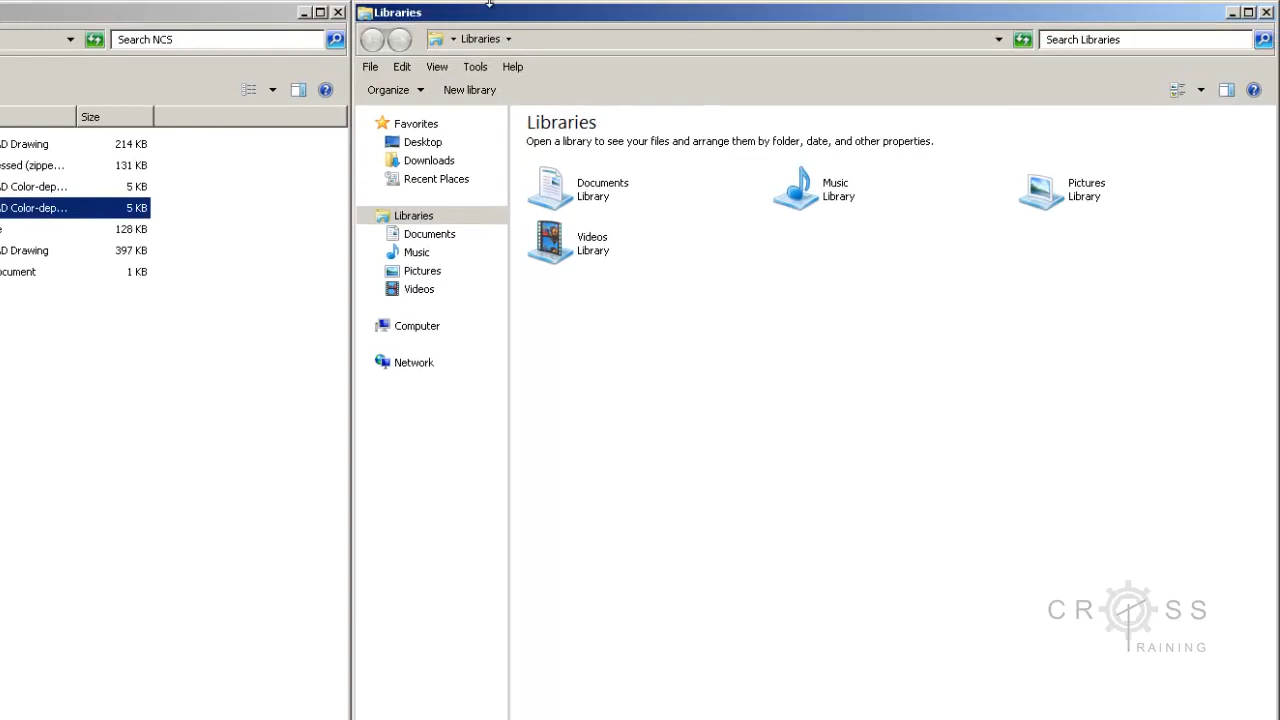 Search NCS
Size
D Drawing 214 KB
ssed (zippe... 131 KB
D Color-dep... 5 KB
D Color-dep... 5 KB
e 128 KB
D Drawing 397 KB
ocument 1 KB
Libraries
Libraries
Search Libraries
File Edit View Tools Help
Organize New library
Favorites
Desktop
Downloads
Recent Places
Libraries
Documents
Music
Pictures
Videos
Computer
Network
Libraries
Open a library to see your files and arrange them by folder, date, and other properties.
Documents
Library
Music
Library
Pictures
Library
Videos
Library
CROSS
TRAINING